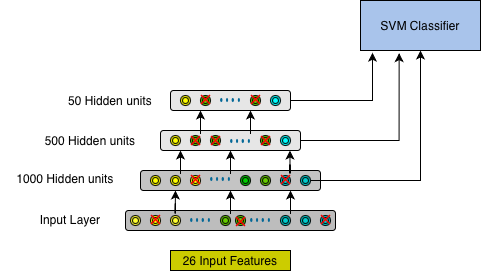 SVM Classifier
50 Hidden units
500 Hidden units
1000 Hidden units
Input Layer
26 Input Features